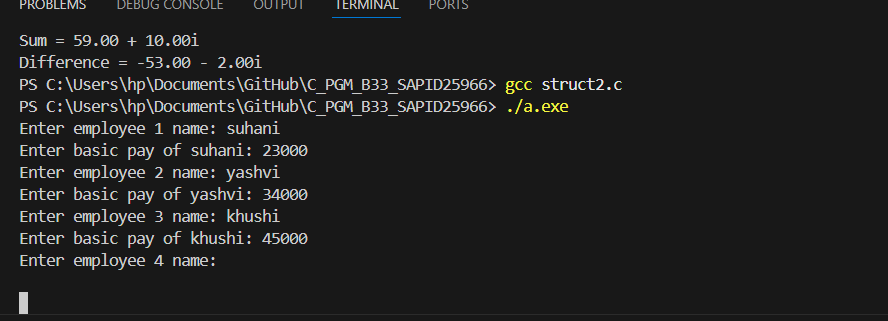 PROBLEMS DEBUG CONSOLE OUTPUT TERMINAL PORTS
Sum = 59.00 + 10.00i
Difference = -53.00 - 2.00i
PS C:\Users\hp\Documents\GitHub\C_PGM_B33_SAPID25966> gcc struct2.c
PS C:\Users\hp\Documents\GitHub\C_PGM_B33_SAPID25966> ./a.exe
Enter employee 1 name: suhani
Enter basic pay of suhani: 23000
Enter employee 2 name: yashvi
Enter basic pay of yashvi: 34000
Enter employee 3 name: khushi
Enter basic pay of khushi: 45000
Enter employee 4 name: